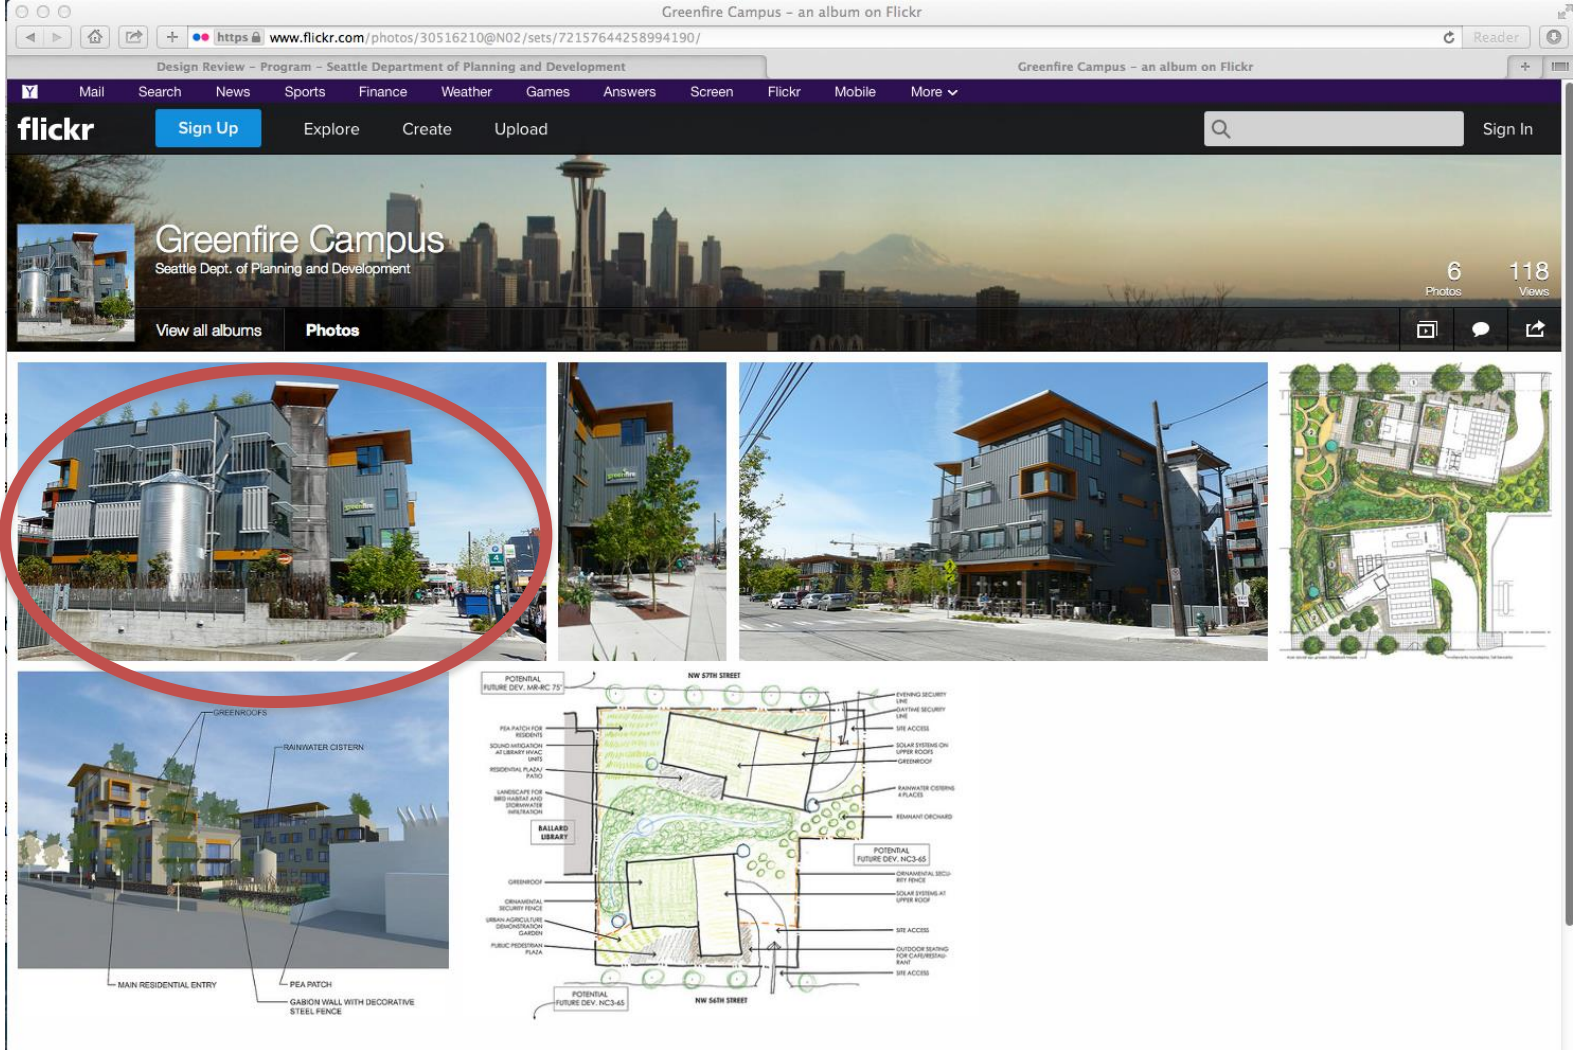 Greenfire Campus – an album on Flickr
https www.flickr.com/photos/30516210@N02/sets/72157644258994190/
Reader
Design Review – Program – Seattle Department of Planning and Development
Greenfire Campus – an album on Flickr
Y! Mail Search News Sports Finance Weather Games Answers Screen Flickr Mobile More
flickr Sign Up Explore Create Upload Sign In
Greenfire Campus
Seattle Dept. of Planning and Development
6 Photos
118 Views
View all albums Photos
greenfire
4
greenfire
GREENROOFS
RAINWATER CISTERN
MAIN RESIDENTIAL ENTRY
PEA PATCH
GABION WALL WITH DECORATIVE
STEEL FENCE
POTENTIAL
FUTURE DEV. MR-RC 75'
NW 57TH STREET
PEA PATCH FOR
RESIDENTS
SOUND MITIGATION
AT LIBRARY HVAC
UNITS
RESIDENTIAL PLAZA/
PATIO
LANDSCAPE FOR
BIRD HABITAT AND
STORMWATER
INFILTRATION
BALLARD
LIBRARY
GREENROOF
ORNAMENTAL
SECURITY FENCE
URBAN AGRICULTURE
DEMONSTRATION
GARDEN
PUBLIC PEDESTRIAN
PLAZA
POTENTIAL
FUTURE DEV. NC3-65
NW 56TH STREET
EVENING SECURITY
LINE
DAYTIME SECURITY
LINE
SITE ACCESS
SOLAR SYSTEMS ON
UPPER ROOFS
GREENROOF
RAINWATER CISTERNS
4 PLACES
REMNANT ORCHARD
POTENTIAL
FUTURE DEV. NC3-65
ORNAMENTAL SECU-
RITY FENCE
SOLAR SYSTEMS AT
UPPER ROOF
SITE ACCESS
OUTDOOR SEATING
FOR CAFE/RESTAU-
RANT
SITE ACCESS